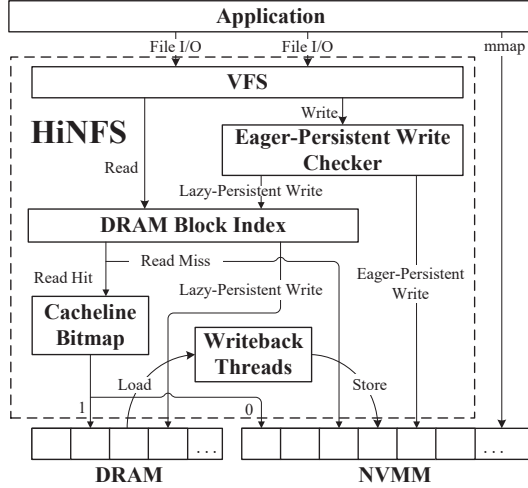 Application
File I/O
File I/O
mmap
VFS
HiNFS
Write
Eager-Persistent Write
Checker
Read
Lazy-Persistent Write
DRAM Block Index
Read Miss
Read Hit
Lazy-Persistent Write
Eager-Persistent
Write
Cacheline
Bitmap
Writeback
Threads
Load
Store
1
0
...
...
DRAM
NVMM